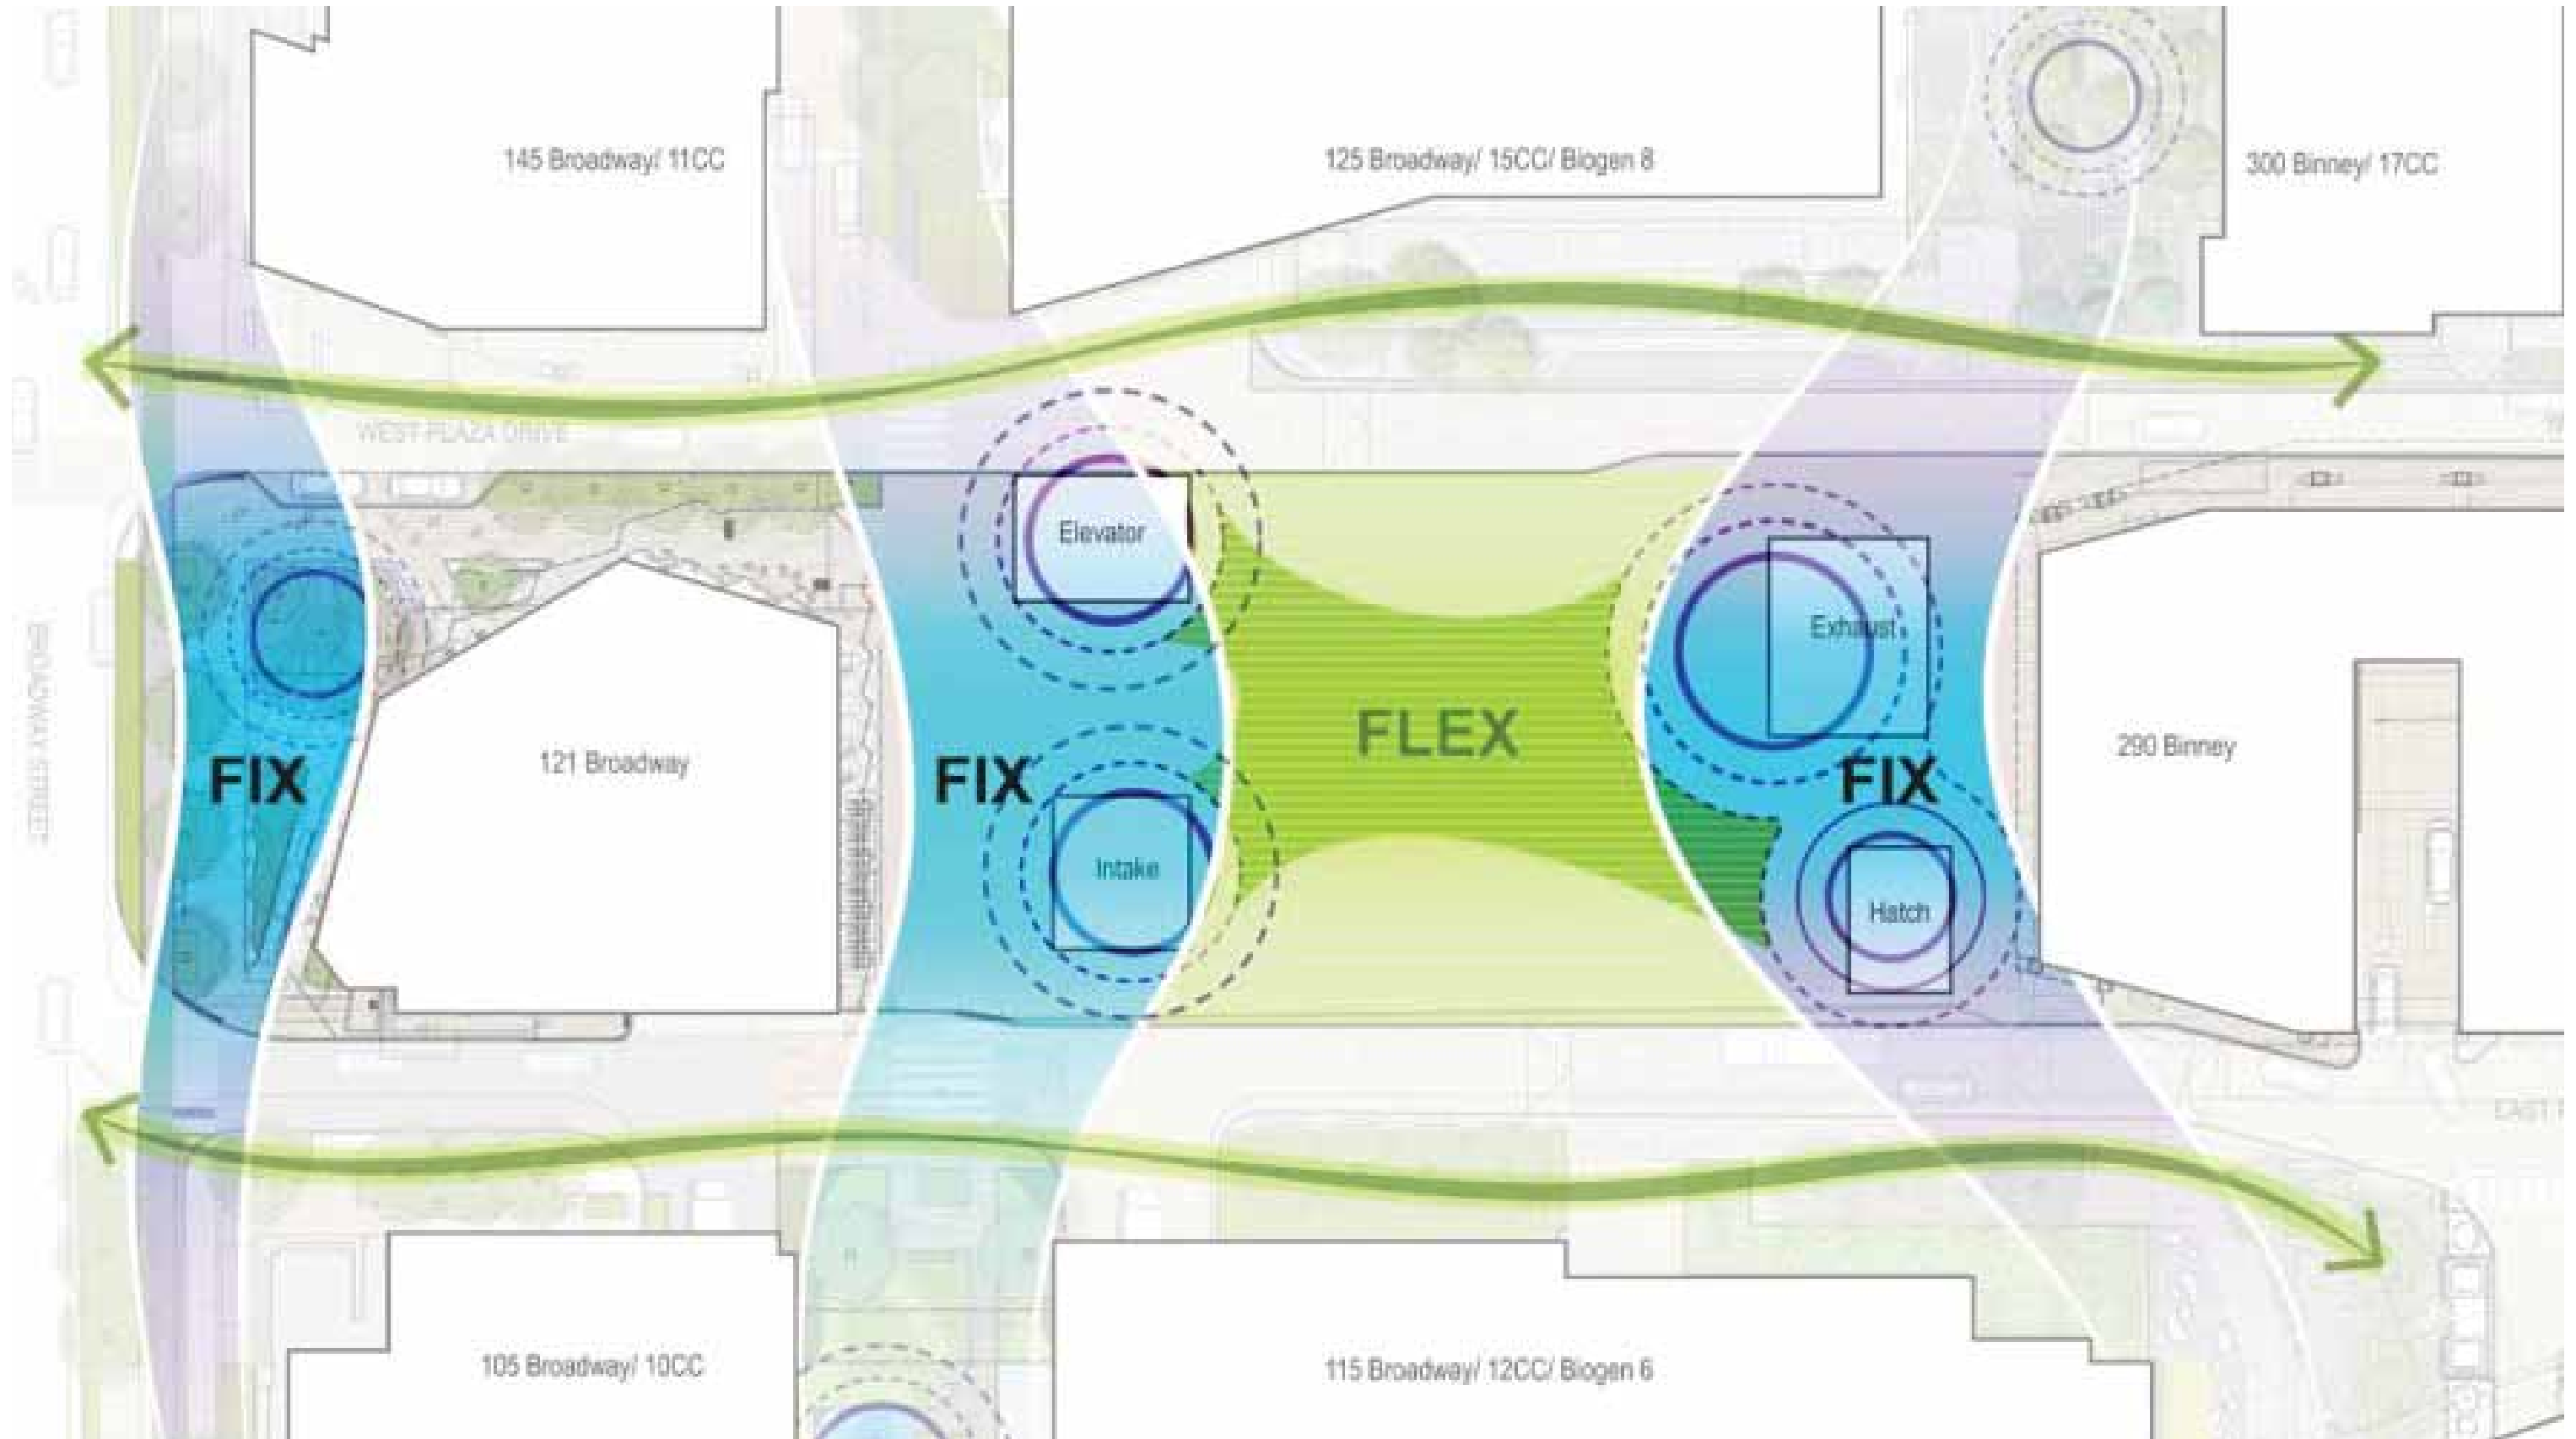 145 Broadway/ 11CC
125 Broadway/ 15CC/ Biogen 8
300 Binney/ 17CC
WEST PLAZA DRIVE
Elevator
Exhaust
FLEX
BROADWAY STREET
FIX
121 Broadway
FIX
FIX
290 Binney
Intake
Hatch
EAST
105 Broadway/ 10CC
115 Broadway/ 12CC/ Biogen 6